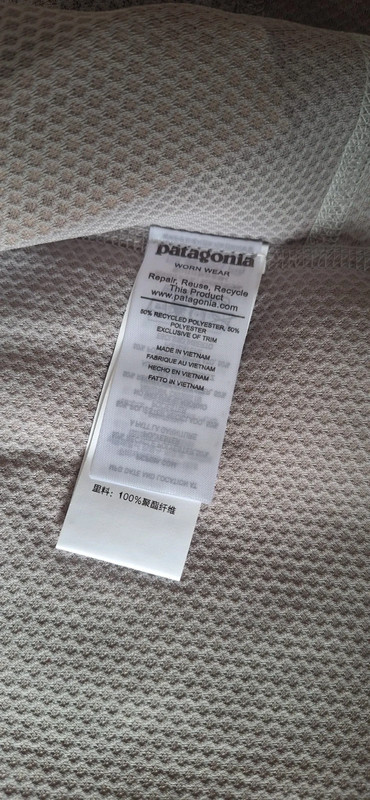 patagonia
WORN WEAR
Repair, Reuse, Recycle
This Product
www.patagonia.com
50% RECYCLED POLYESTER, 50%
POLYESTER
EXCLUSIVE OF TRIM
MADE IN VIETNAM
FABRIQUE AU VIETNAM
HECHO EN VIETNAM
FATTO IN VIETNAM
里料：100%聚酯纤维